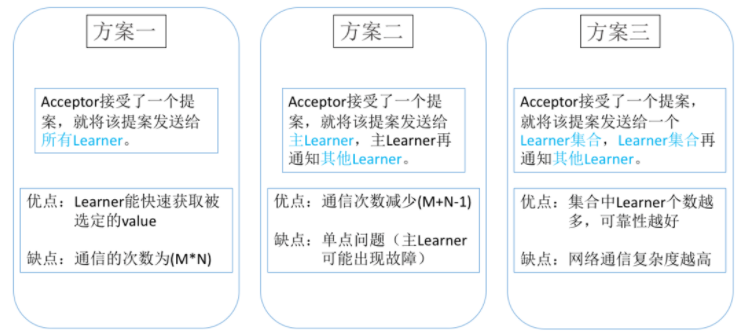 方案一
Acceptor接受了一个提
案，就将该提案发送给
所有Learner。
优点：Learner能快速获取被
选定的value
缺点：通信的次数为(M*N)
方案二
Acceptor接受了一个提
案，就将该提案发送给
主Learner，主Learner再
通知其他Learner。
优点：通信次数减少(M+N-1)
缺点：单点问题（主Learner
可能出现故障）
方案三
Acceptor接受了一个提案，
就将该提案发送给一个
Learner集合，Learner集合再
通知其他Learner。
优点：集合中Learner个数越
多，可靠性越好
缺点：网络通信复杂度越高